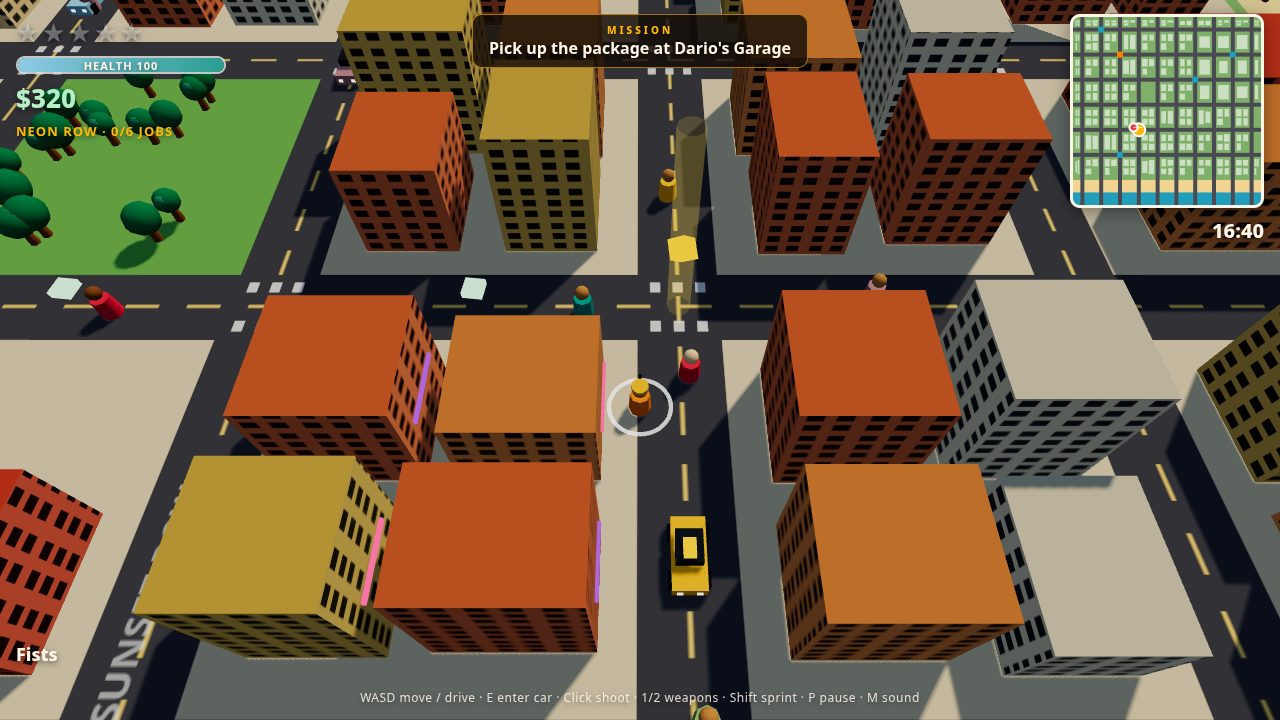 MISSION
Pick up the package at Dario's Garage
HEALTH 100
$320
NEON ROW · 0/6 JOBS
16:40
SUNS
Fists
WASD move / drive · E enter car · Click shoot · 1/2 weapons · Shift sprint · P pause · M sound